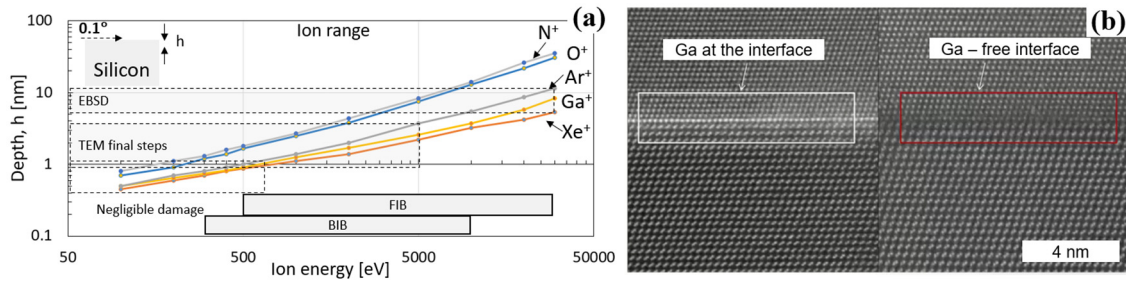 100
0.1°
h
Ion range
(a)
N⁺
O⁺
Silicon
Ar⁺
10
EBSD
Ga⁺
Xe⁺
TEM final steps
1
Negligible damage
FIB
BIB
0.1
50
500
5000
50000
Depth, h [nm]
Ion energy [eV]
(b)
Ga at the interface
Ga – free interface
4 nm